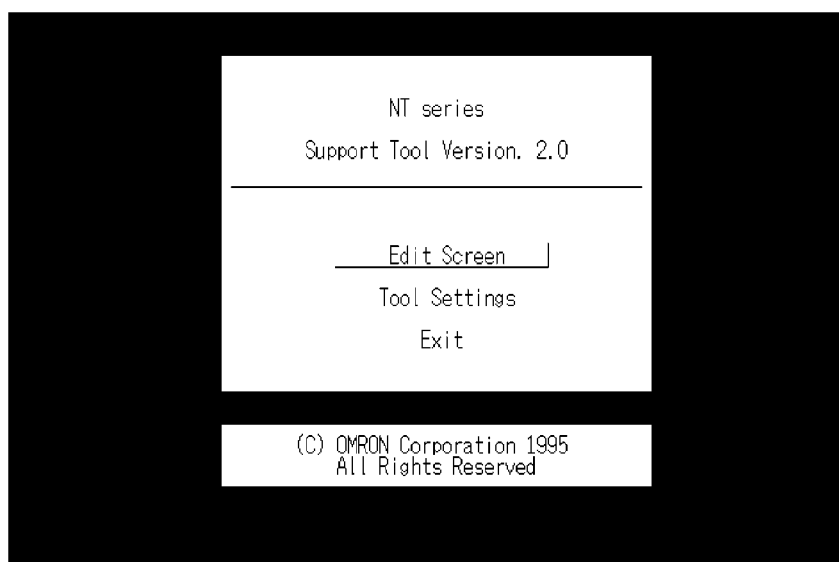 NT series
Support Tool Version. 2.0
Edit Screen
Tool Settings
Exit
(C) OMRON Corporation 1995
All Rights Reserved